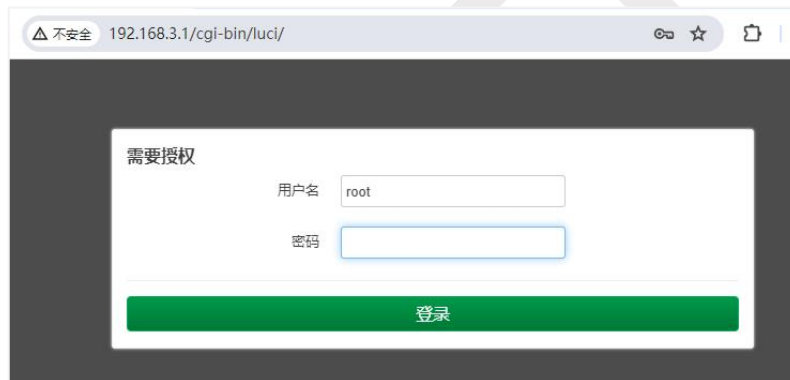 不安全 192.168.3.1/cgi-bin/luci/
需要授权
用户名 root
密码
登录